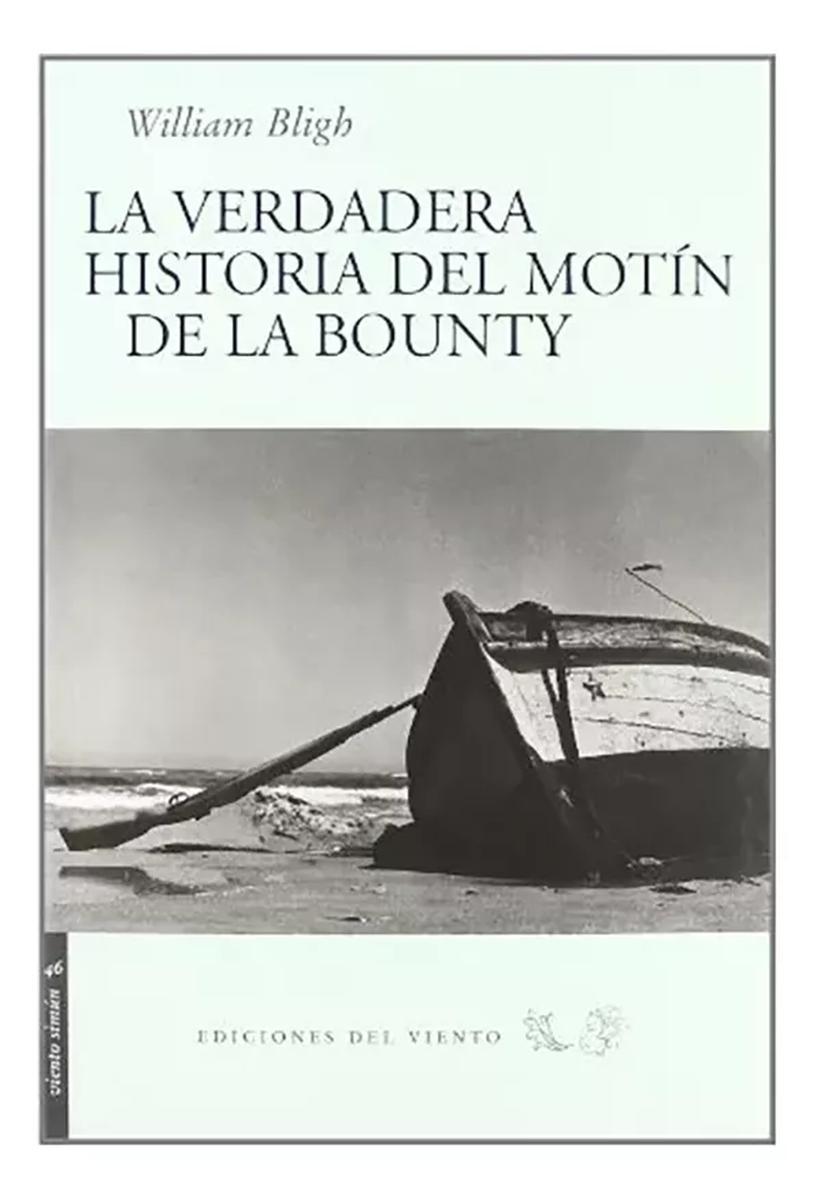 William Bligh
LA VERDADERA
HISTORIA DEL MOTÍN
DE LA BOUNTY
46
viento simún
EDICIONES DEL VIENTO